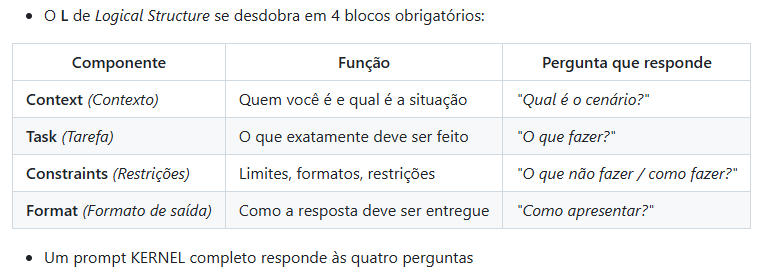 • O L de Logical Structure se desdobra em 4 blocos obrigatórios:
Componente Função Pergunta que responde
Context (Contexto) Quem você é e qual é a situação "Qual é o cenário?"
Task (Tarefa) O que exatamente deve ser feito "O que fazer?"
Constraints (Restrições) Limites, formatos, restrições "O que não fazer / como fazer?"
Format (Formato de saída) Como a resposta deve ser entregue "Como apresentar?"
• Um prompt KERNEL completo responde às quatro perguntas